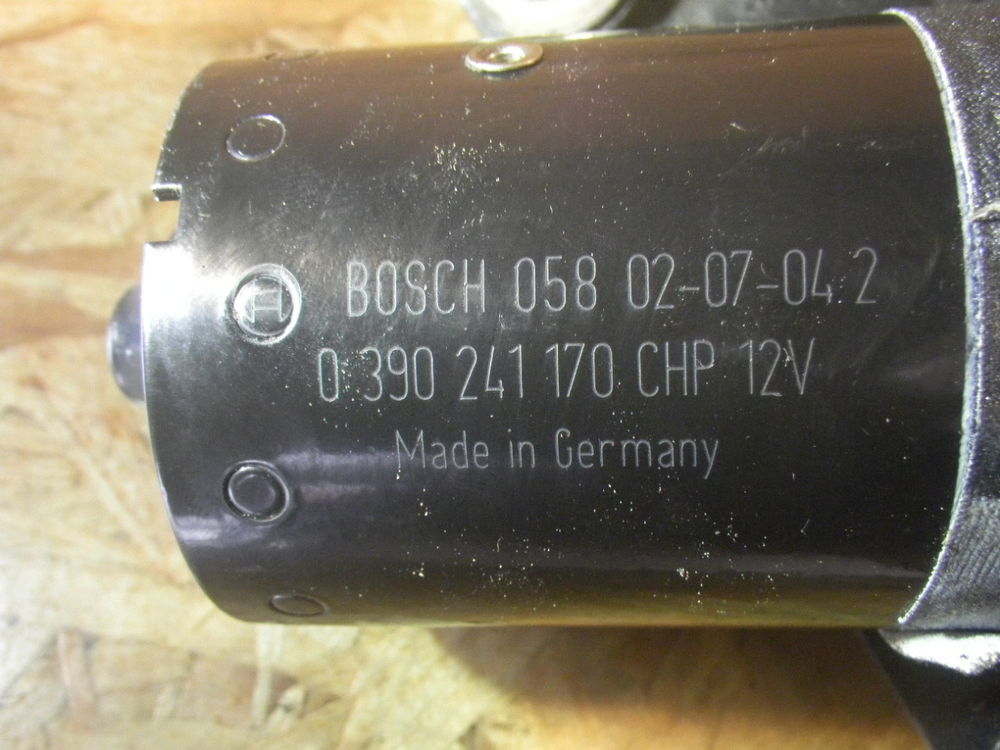 BOSCH 058 02-07-04 2
0 390 241 170 CHP 12V
Made in Germany